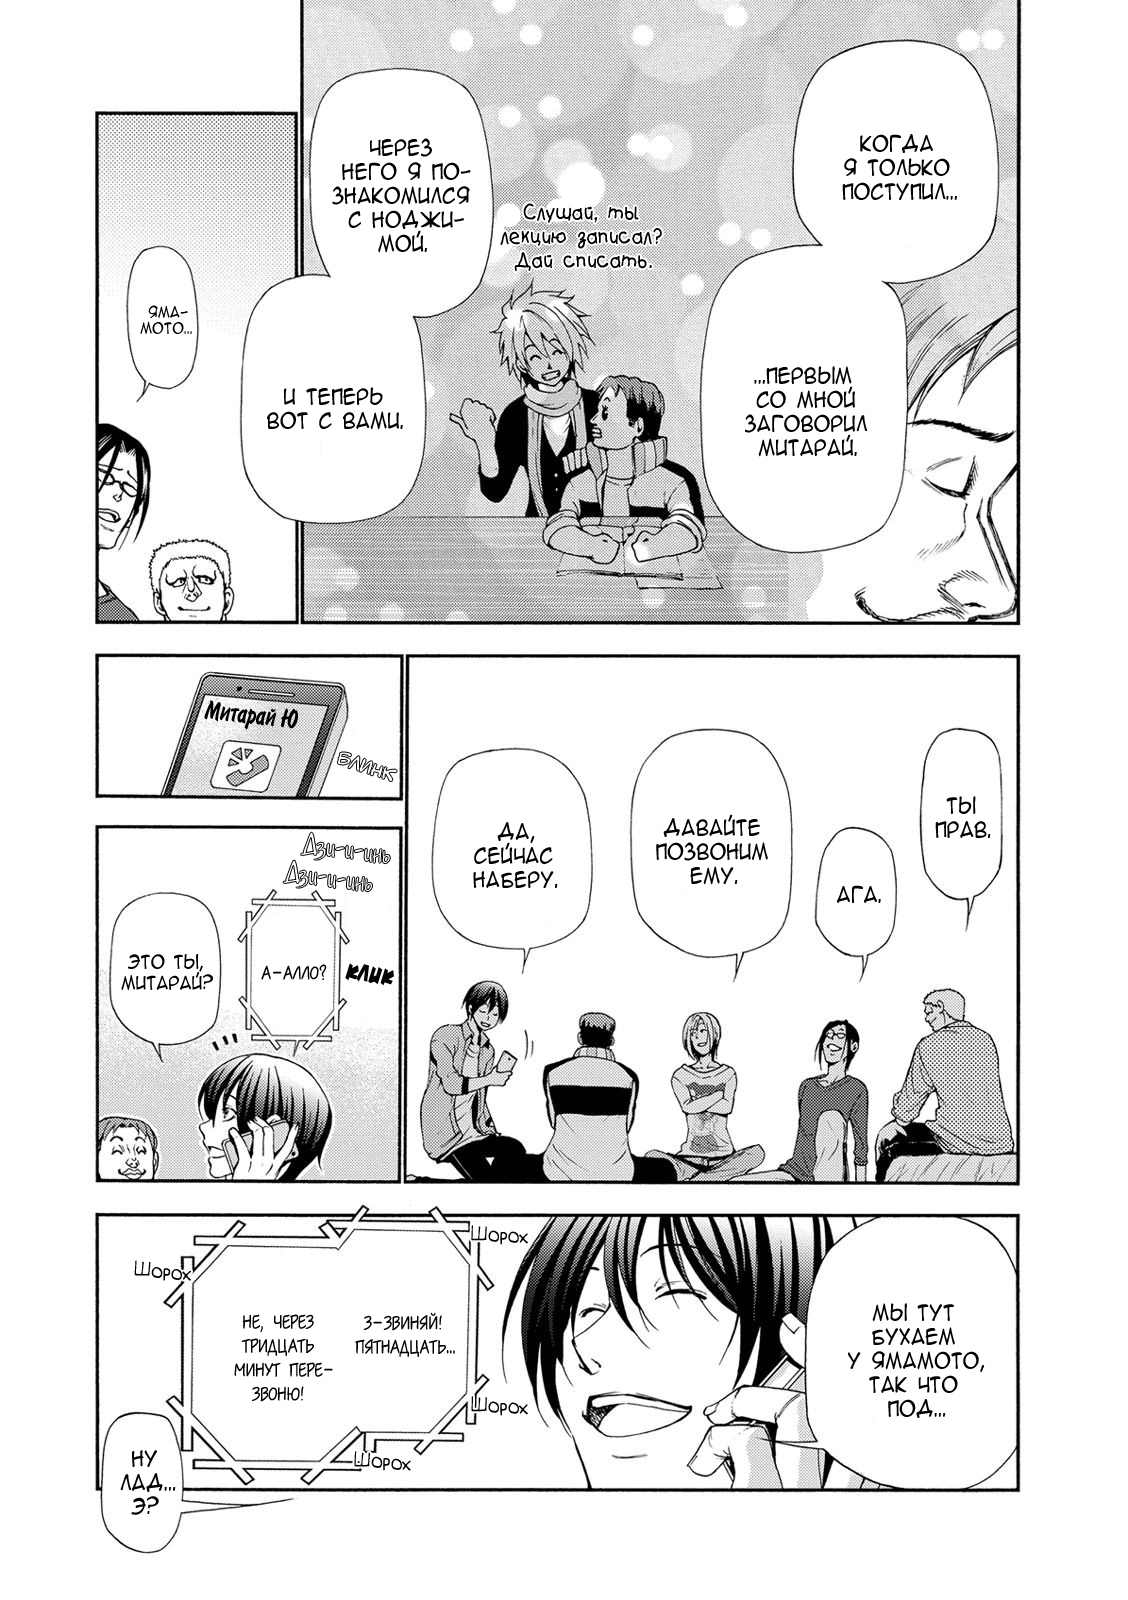 КОГДА
Я ТОЛЬКО
ПОСТУПИЛ...
...ПЕРВЫМ
СО МНОЙ
ЗАГОВОРИЛ
МИТАРАЙ.
Слушай, ты
лекцию записал?
Дай списать.
ЧЕРЕЗ
НЕГО Я ПО-
ЗНАКОМИЛСЯ
С НОДЖИ-
МОЙ.
И ТЕПЕРЬ
ВОТ С ВАМИ.
ЯМА-
МОТО...
ТЫ
ПРАВ.
АГА.
ДАВАЙТЕ
ПОЗВОНИМ
ЕМУ.
ДА,
СЕЙЧАС
НАБЕРУ.
Митарай Ю
БЛИНК
Дзи-и-инь
Дзи-и-инь
КЛИК
А-АЛЛО?
ЭТО ТЫ,
МИТАРАЙ?
МЫ ТУТ
БУХАЕМ
У ЯМАМОТО,
ТАК ЧТО
ПОД...
Шорох
Шорох
З-ЗВИНЯЙ!
ПЯТНАДЦАТЬ...
НЕ, ЧЕРЕЗ
ТРИДЦАТЬ
МИНУТ ПЕРЕ-
ЗВОНЮ!
Шорох
Шорох
НУ
ЛАД...
Э?